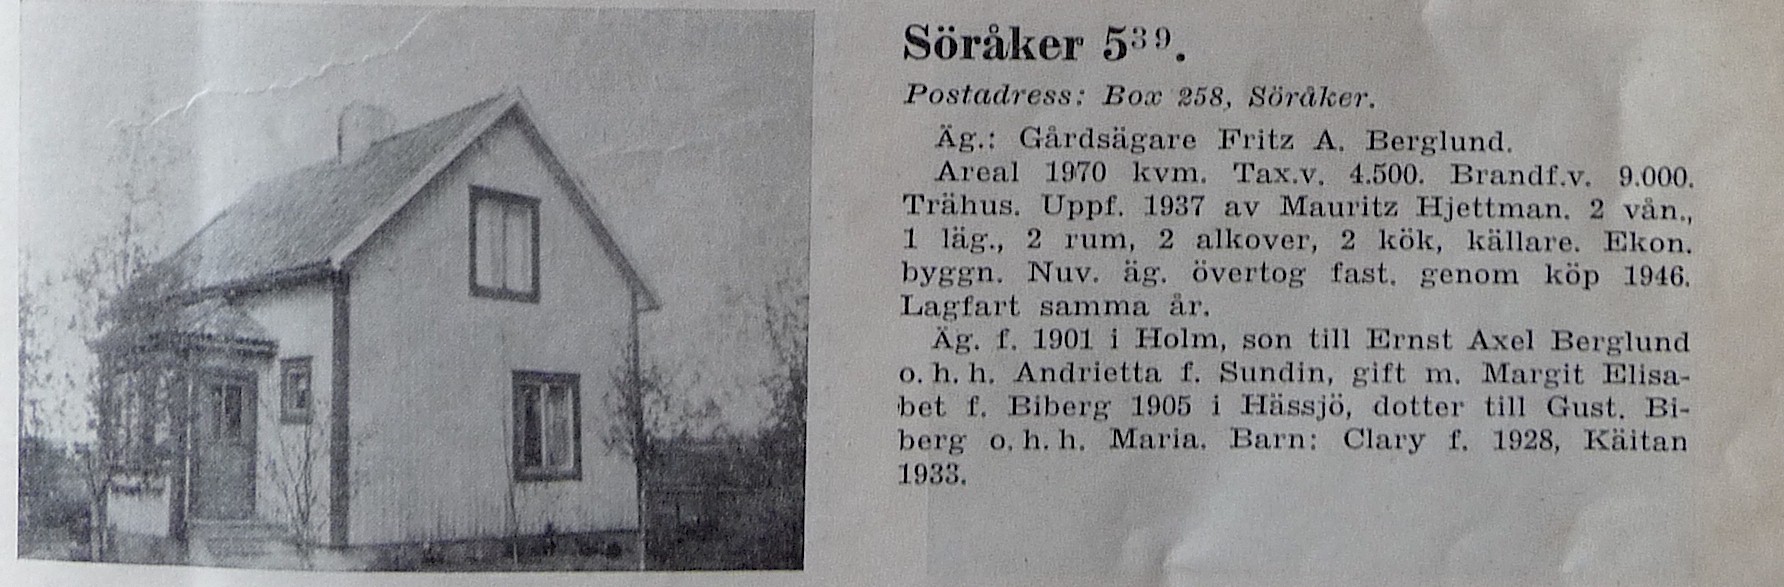 Söråker 5³⁹.
Postadress: Box 258, Söråker.
Äg.: Gårdsägare Fritz A. Berglund.
Areal 1970 kvm. Tax.v. 4.500. Brandf.v. 9.000.
Trähus. Uppf. 1937 av Mauritz Hjettman. 2 vån.,
1 läg., 2 rum, 2 alkover, 2 kök, källare. Ekon.
byggn. Nuv. äg. övertog fast. genom köp 1946.
Lagfart samma år.
Äg. f. 1901 i Holm, son till Ernst Axel Berglund
o. h. h. Andrietta f. Sundin, gift m. Margit Elisa-
bet f. Biberg 1905 i Hässjö, dotter till Gust. Bi-
berg o. h. h. Maria. Barn: Clary f. 1928, Käitan
1933.